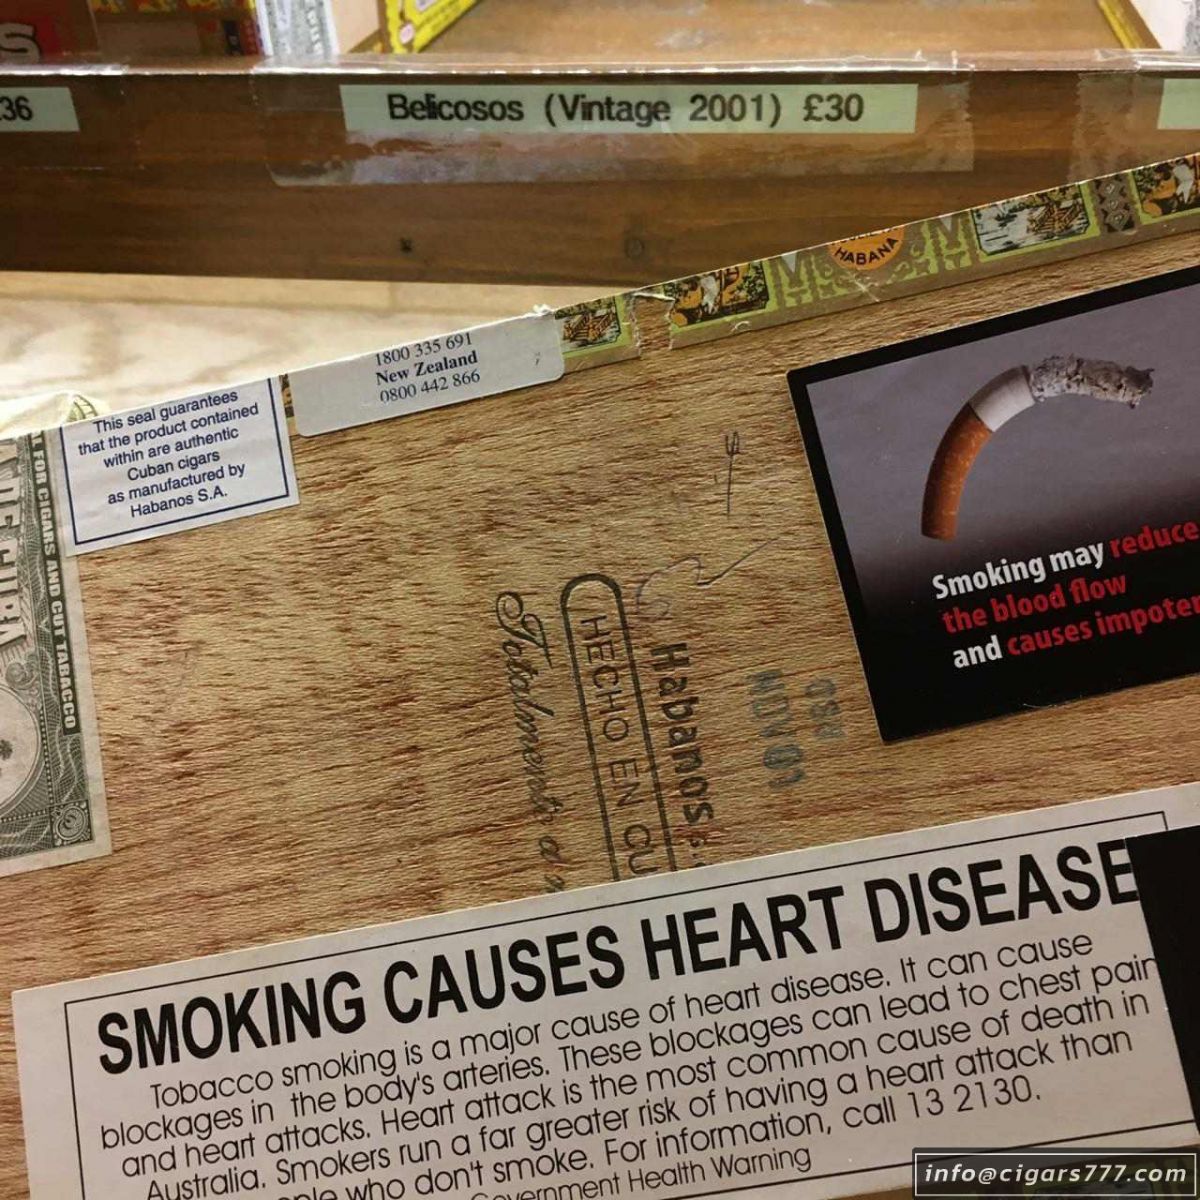 S
36
Belicosos (Vintage 2001) £30
HABANA
1800 335 691
New Zealand
0800 442 866
This seal guarantees
that the product contained
within are authentic
Cuban cigars
as manufactured by
Habanos S.A.
FOR CIGARS AND CUT TABACCO
Smoking may reduce
the blood flow
and causes impoten
Habanos
HECHO EN CU
Totalmente a
NOV 01
SMOKING CAUSES HEART DISEASE
Tobacco smoking is a major cause of heart disease. It can cause
blockages in the body's arteries. These blockages can lead to chest pain
and heart attacks. Heart attack is the most common cause of death in
Australia. Smokers run a far greater risk of having a heart attack than
ple who don't smoke. For information, call 13 2130.
Government Health Warning
info@cigars777.com